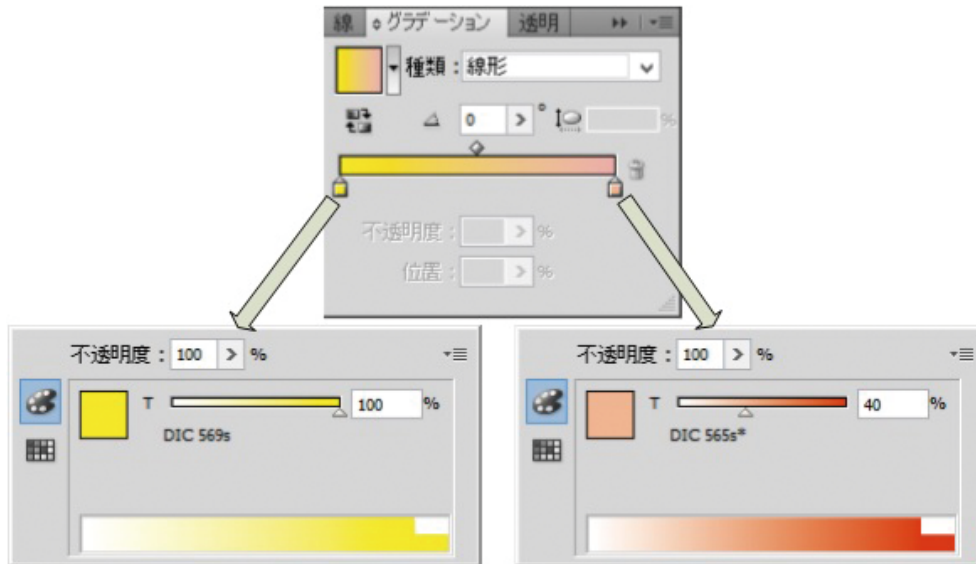 線 グラデーション 透明
種類：線形
0 ° %
不透明度： %
位置： %
不透明度：100 %
T 100 %
DIC 569s
不透明度：100 %
T 40 %
DIC 565s*